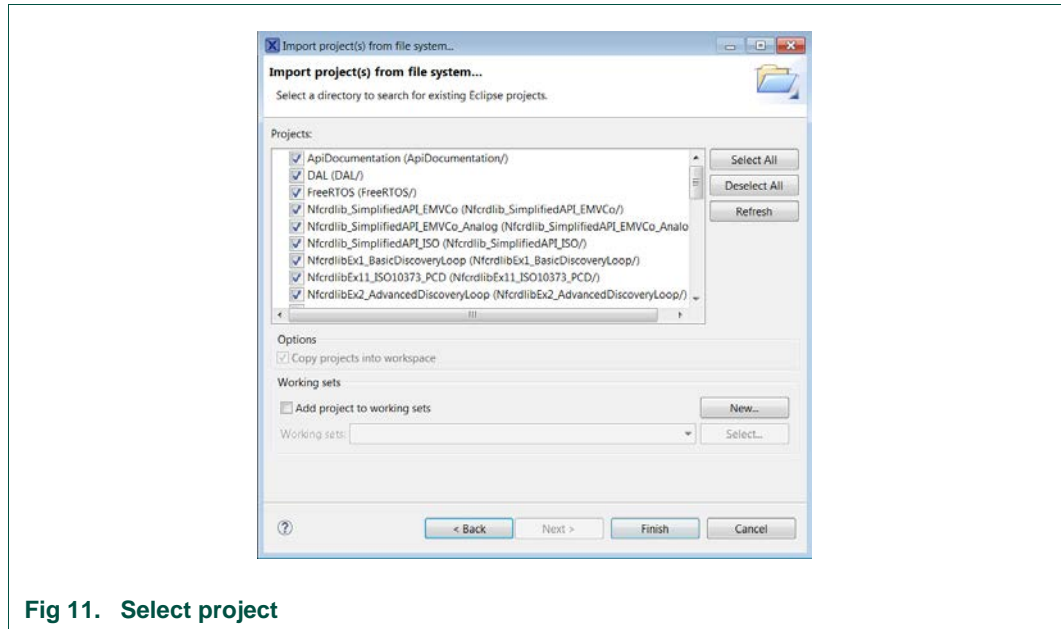 Import project(s) from file system...
Import project(s) from file system...
Select a directory to search for existing Eclipse projects.
Projects:
ApiDocumentation (ApiDocumentation/)
DAL (DAL/)
FreeRTOS (FreeRTOS/)
Nfcrdlib_SimplifiedAPI_EMVCo (Nfcrdlib_SimplifiedAPI_EMVCo/)
Nfcrdlib_SimplifiedAPI_EMVCo_Analog (Nfcrdlib_SimplifiedAPI_EMVCo_Analo
Nfcrdlib_SimplifiedAPI_ISO (Nfcrdlib_SimplifiedAPI_ISO/)
NfcrdlibEx1_BasicDiscoveryLoop (NfcrdlibEx1_BasicDiscoveryLoop/)
NfcrdlibEx11_ISO10373_PCD (NfcrdlibEx11_ISO10373_PCD/)
NfcrdlibEx2_AdvancedDiscoveryLoop (NfcrdlibEx2_AdvancedDiscoveryLoop/)
Select All
Deselect All
Refresh
Options
Copy projects into workspace
Working sets
Add project to working sets
New...
Working sets:
Select...
?
< Back
Next >
Finish
Cancel
Fig 11. Select project